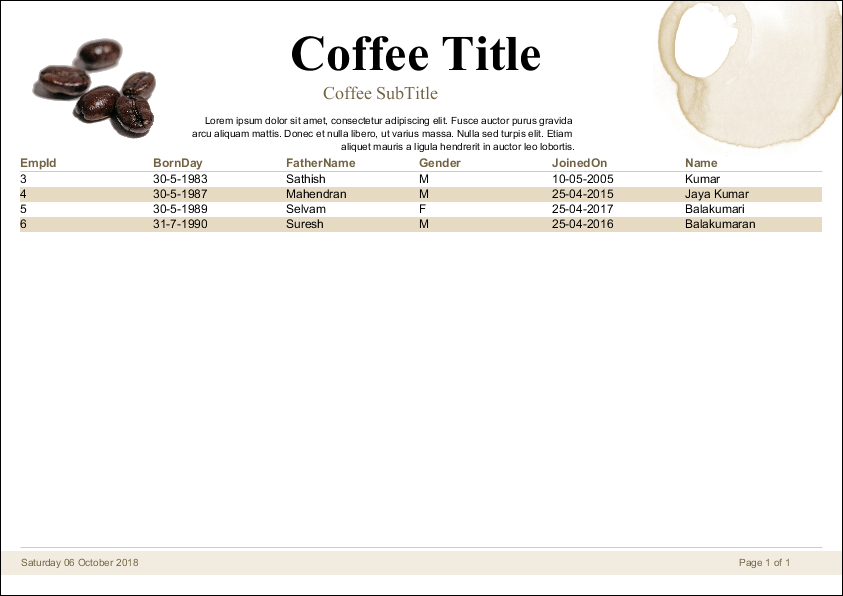 Coffee Title
Coffee SubTitle
Lorem ipsum dolor sit amet, consectetur adipiscing elit. Fusce auctor purus gravida
arcu aliquam mattis. Donec et nulla libero, ut varius massa. Nulla sed turpis elit. Etiam
aliquet mauris a ligula hendrerit in auctor leo lobortis.
EmpId BornDay FatherName Gender JoinedOn Name
3 30-5-1983 Sathish M 10-05-2005 Kumar
4 30-5-1987 Mahendran M 25-04-2015 Jaya Kumar
5 30-5-1989 Selvam F 25-04-2017 Balakumari
6 31-7-1990 Suresh M 25-04-2016 Balakumaran
Saturday 06 October 2018 Page 1 of 1